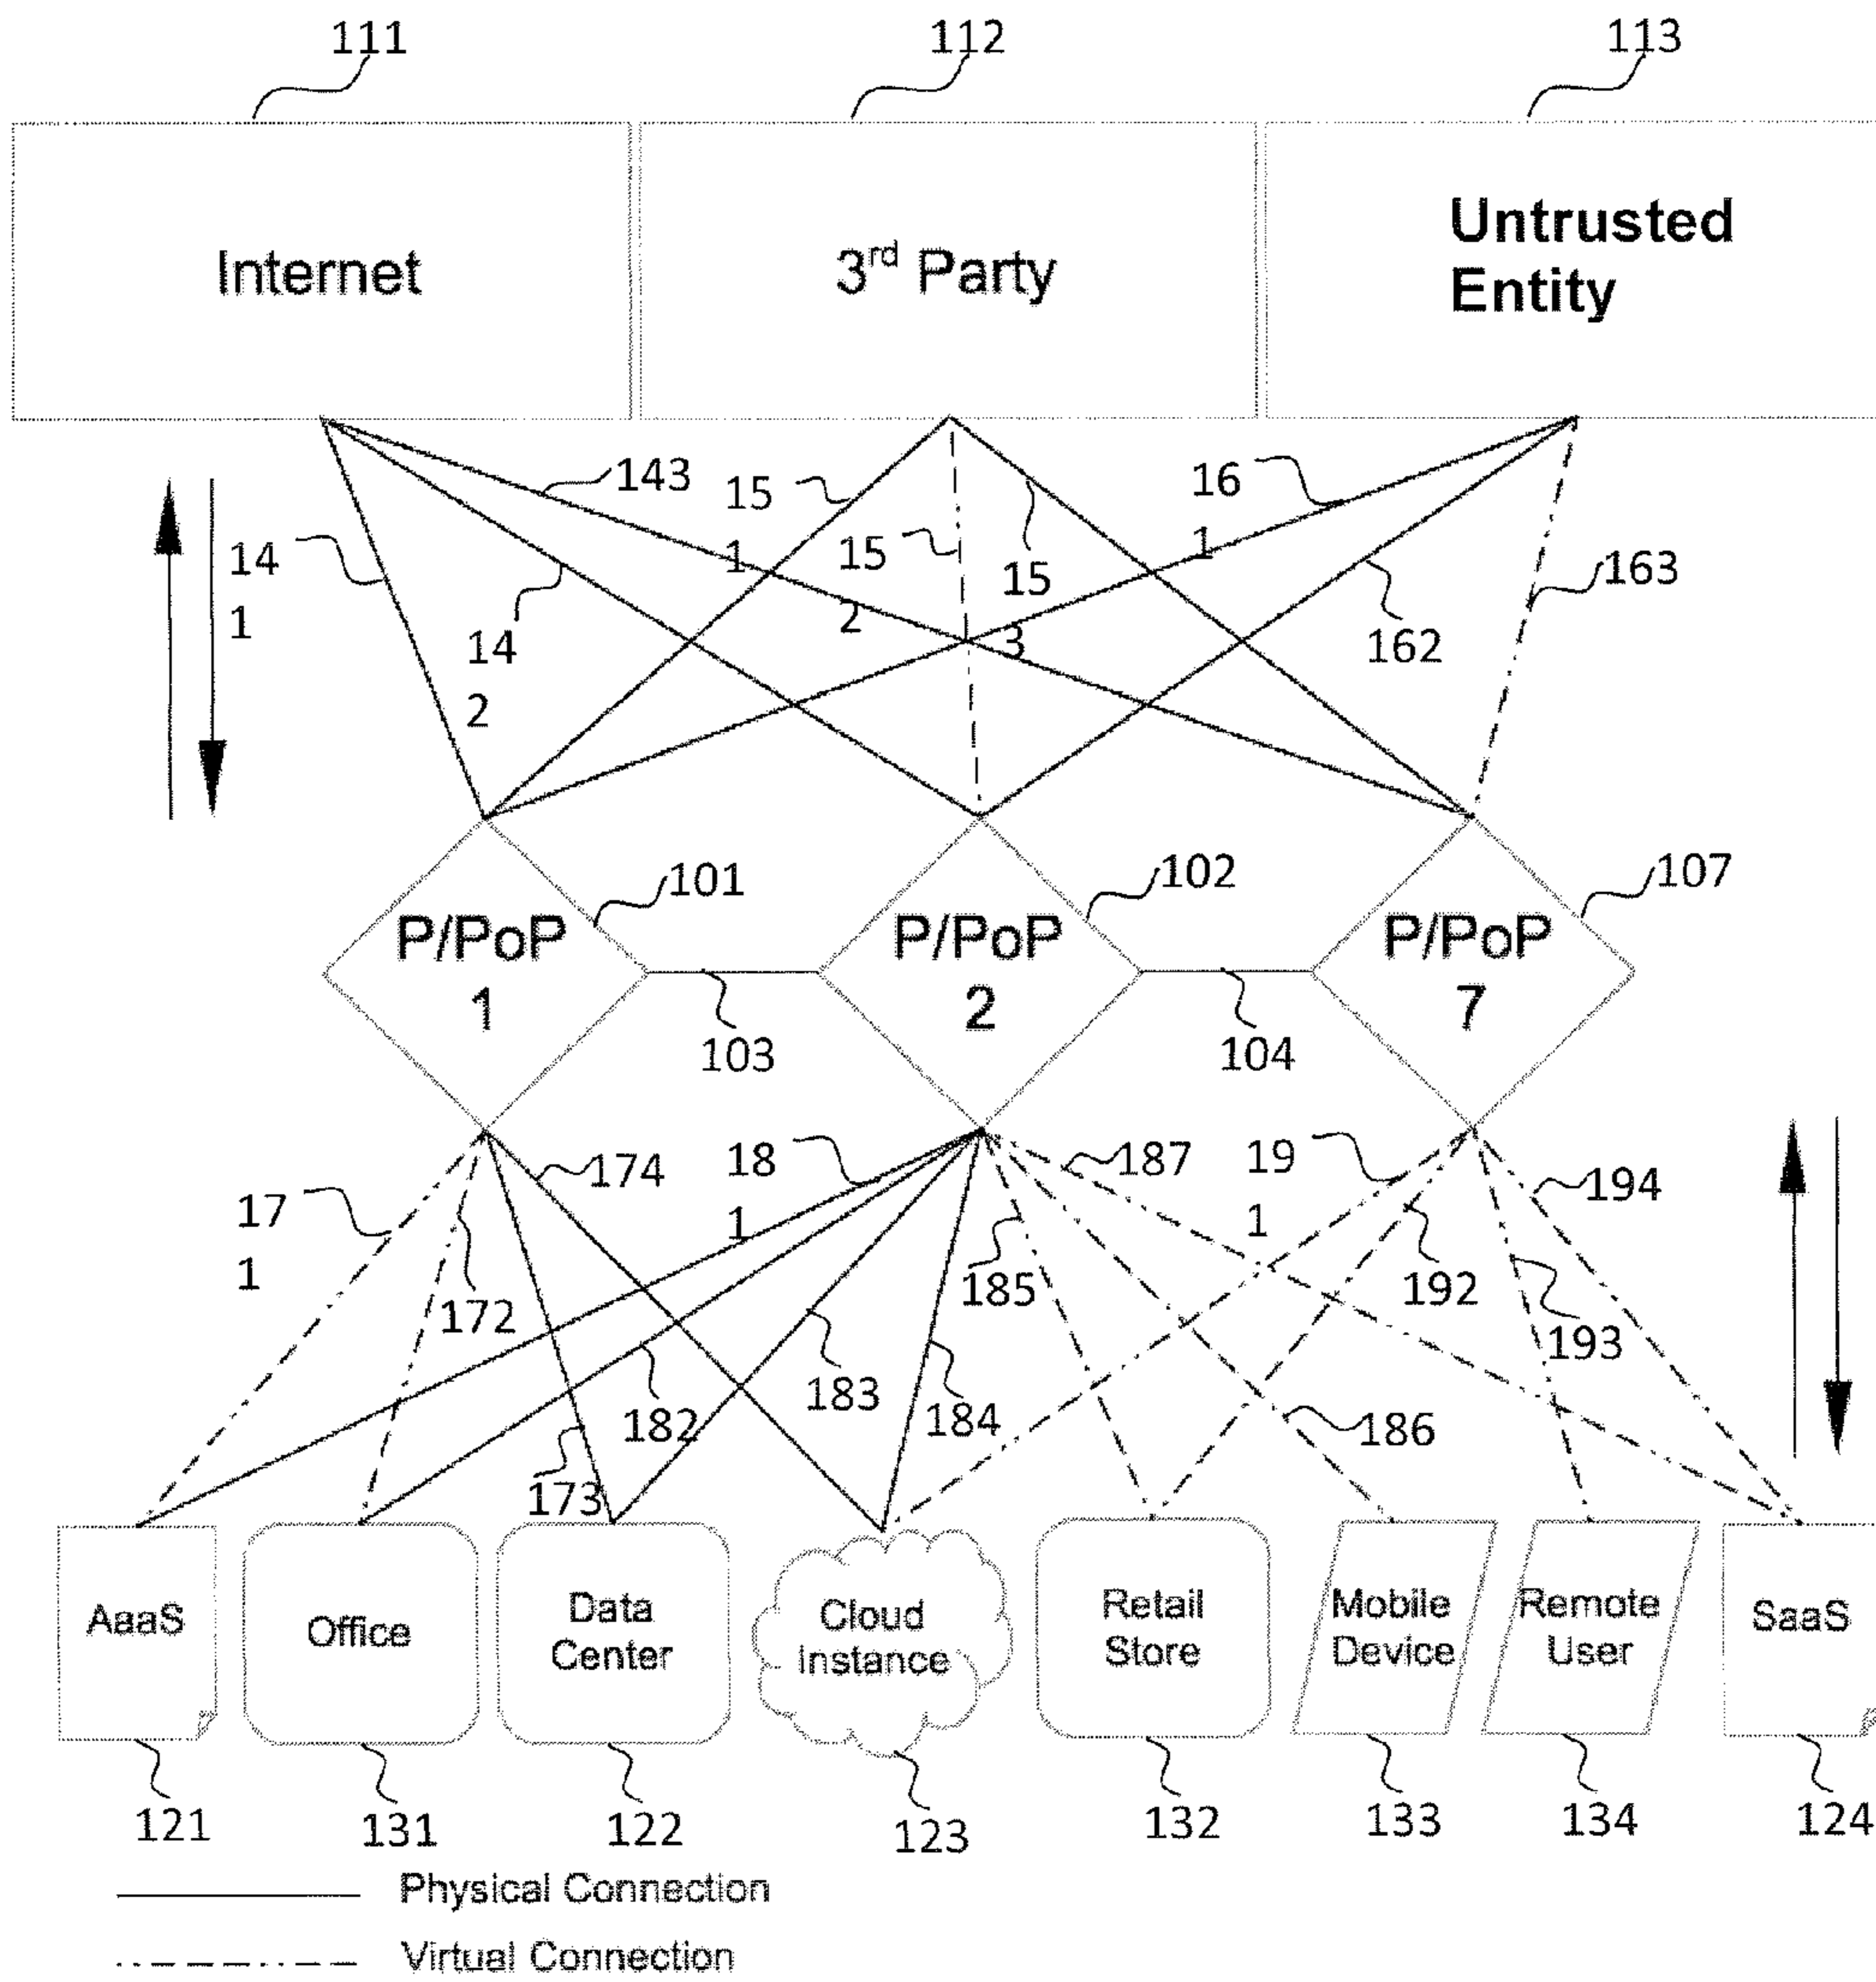 111
112
113
Internet
3rd Party
Untrusted
Entity
143
15
1
15
2
15
3
16
1
14
1
14
2
162
163
101
102
107
P/PoP
1
P/PoP
2
P/PoP
7
103
104
17
1
172
174
18
1
185
187
19
1
192
193
194
173
182
183
184
186
AaaS
Office
Data
Center
Cloud
Instance
Retail
Store
Mobile
Device
Remote
User
SaaS
121
131
122
123
132
133
134
124
Physical Connection
Virtual Connection